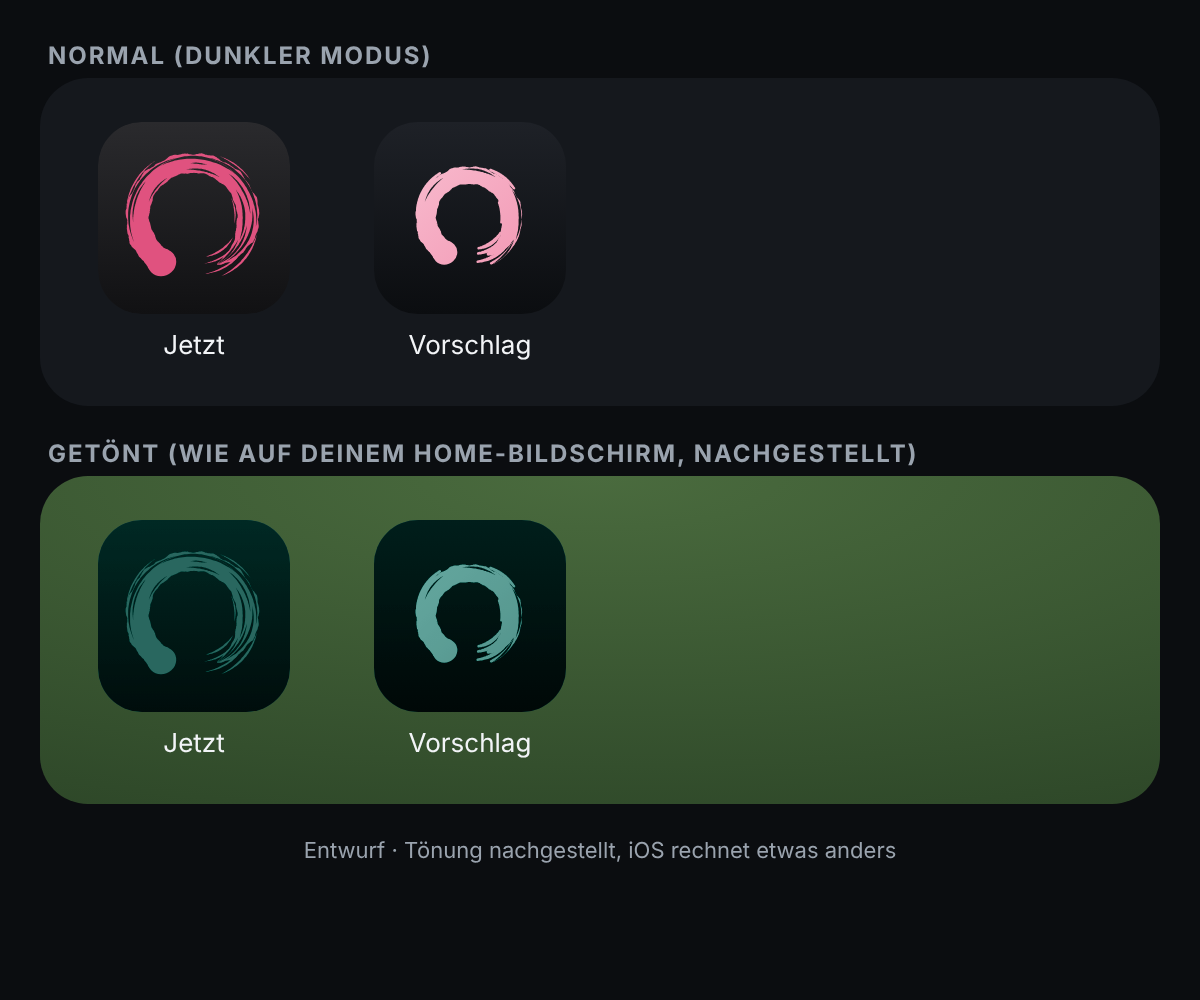 NORMAL (DUNKLER MODUS)
Jetzt
Vorschlag
GETÖNT (WIE AUF DEINEM HOME-BILDSCHIRM, NACHGESTELLT)
Jetzt
Vorschlag
Entwurf · Tönung nachgestellt, iOS rechnet etwas anders